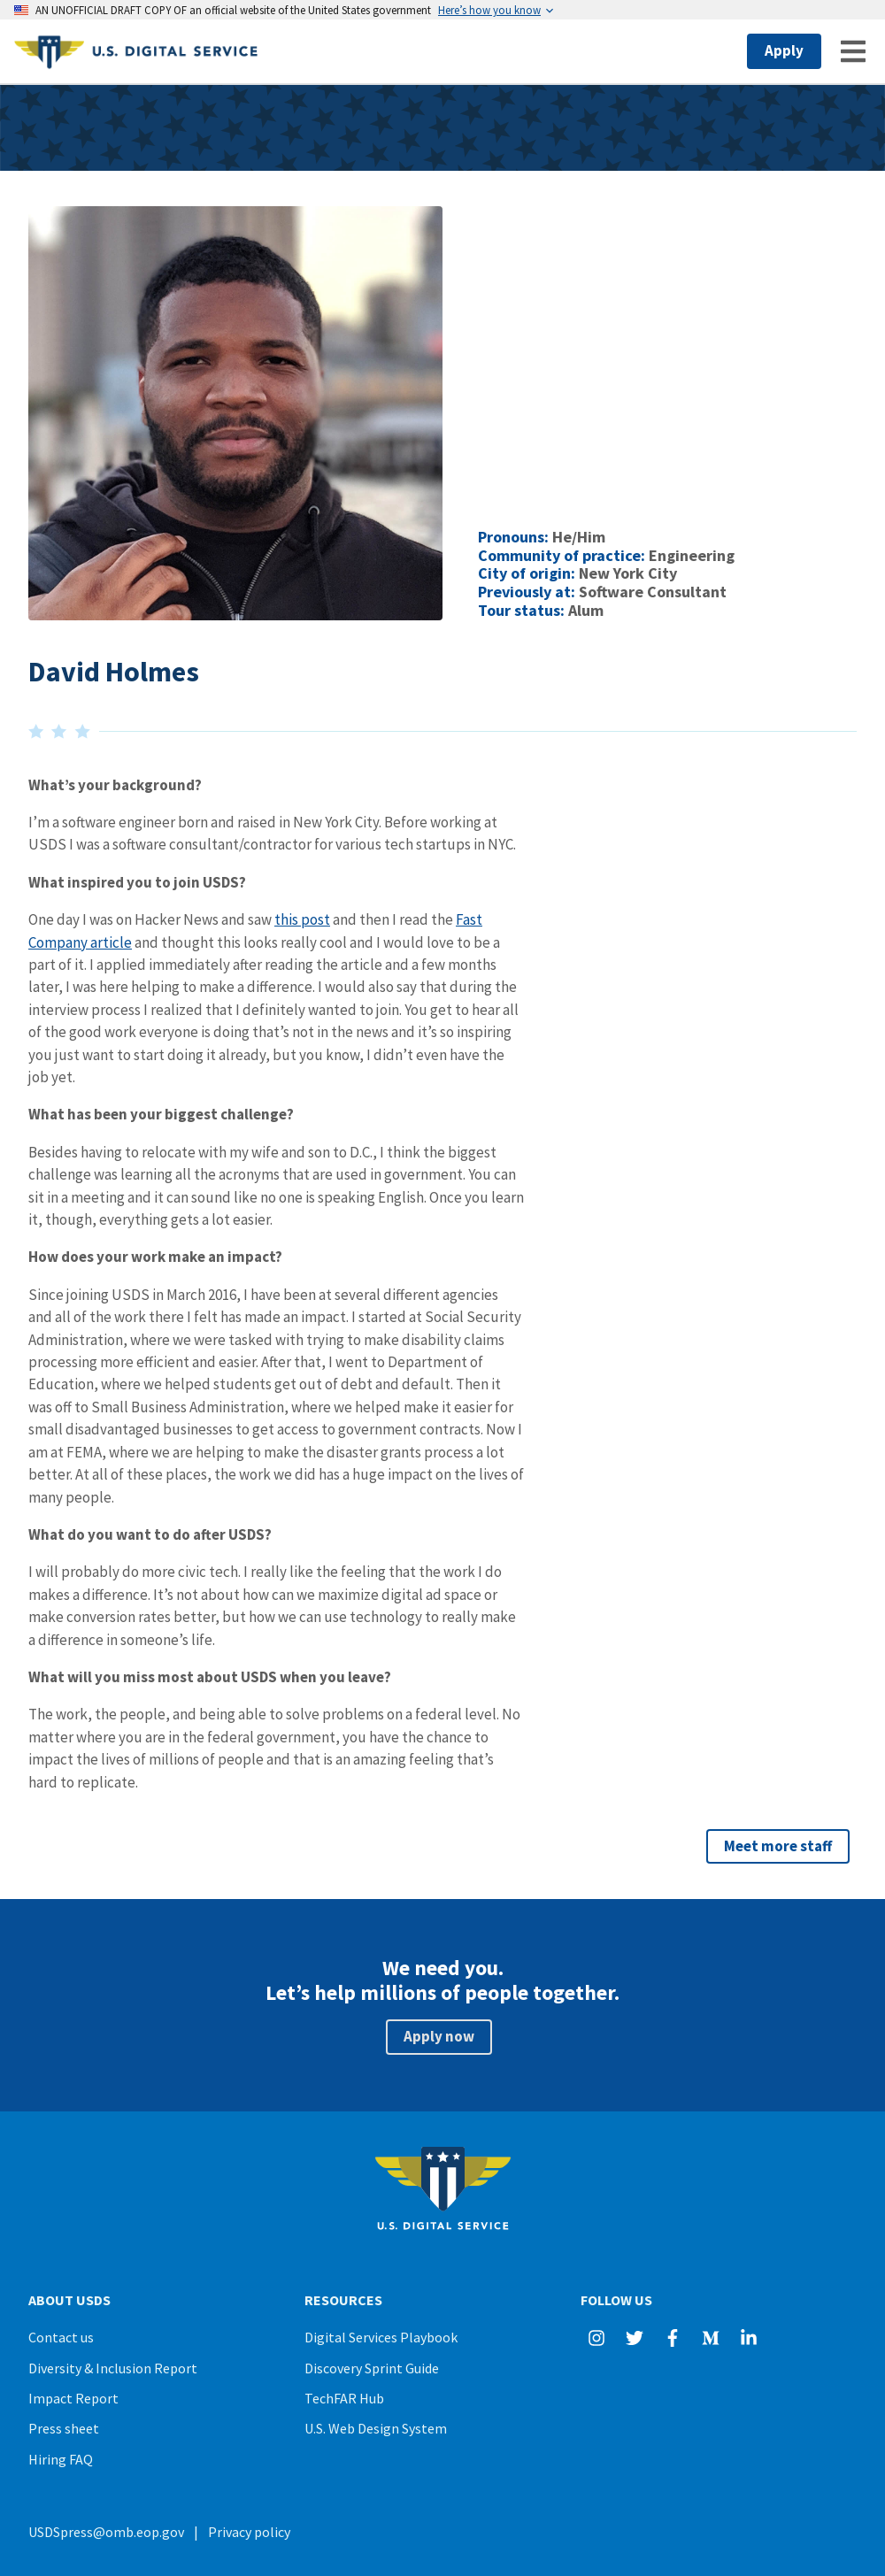 AN UNOFFICIAL DRAFT COPY OF an official website of the United States government Here’s how you know
U.S. DIGITAL SERVICE
Apply
Pronouns: He/Him
Community of practice: Engineering
City of origin: New York City
Previously at: Software Consultant
Tour status: Alum
David Holmes
What’s your background?
I’m a software engineer born and raised in New York City. Before working at
USDS I was a software consultant/contractor for various tech startups in NYC.
What inspired you to join USDS?
One day I was on Hacker News and saw this post and then I read the Fast
Company article and thought this looks really cool and I would love to be a
part of it. I applied immediately after reading the article and a few months
later, I was here helping to make a difference. I would also say that during the
interview process I realized that I definitely wanted to join. You get to hear all
of the good work everyone is doing that’s not in the news and it’s so inspiring
you just want to start doing it already, but you know, I didn’t even have the
job yet.
What has been your biggest challenge?
Besides having to relocate with my wife and son to D.C., I think the biggest
challenge was learning all the acronyms that are used in government. You can
sit in a meeting and it can sound like no one is speaking English. Once you learn
it, though, everything gets a lot easier.
How does your work make an impact?
Since joining USDS in March 2016, I have been at several different agencies
and all of the work there I felt has made an impact. I started at Social Security
Administration, where we were tasked with trying to make disability claims
processing more efficient and easier. After that, I went to Department of
Education, where we helped students get out of debt and default. Then it
was off to Small Business Administration, where we helped make it easier for
small disadvantaged businesses to get access to government contracts. Now I
am at FEMA, where we are helping to make the disaster grants process a lot
better. At all of these places, the work we did has a huge impact on the lives of
many people.
What do you want to do after USDS?
I will probably do more civic tech. I really like the feeling that the work I do
makes a difference. It’s not about how can we maximize digital ad space or
make conversion rates better, but how we can use technology to really make
a difference in someone’s life.
What will you miss most about USDS when you leave?
The work, the people, and being able to solve problems on a federal level. No
matter where you are in the federal government, you have the chance to
impact the lives of millions of people and that is an amazing feeling that’s
hard to replicate.
Meet more staff
We need you.
Let’s help millions of people together.
Apply now
U.S. DIGITAL SERVICE
ABOUT USDS
Contact us
Diversity & Inclusion Report
Impact Report
Press sheet
Hiring FAQ
RESOURCES
Digital Services Playbook
Discovery Sprint Guide
TechFAR Hub
U.S. Web Design System
FOLLOW US
USDSpress@omb.eop.gov | Privacy policy